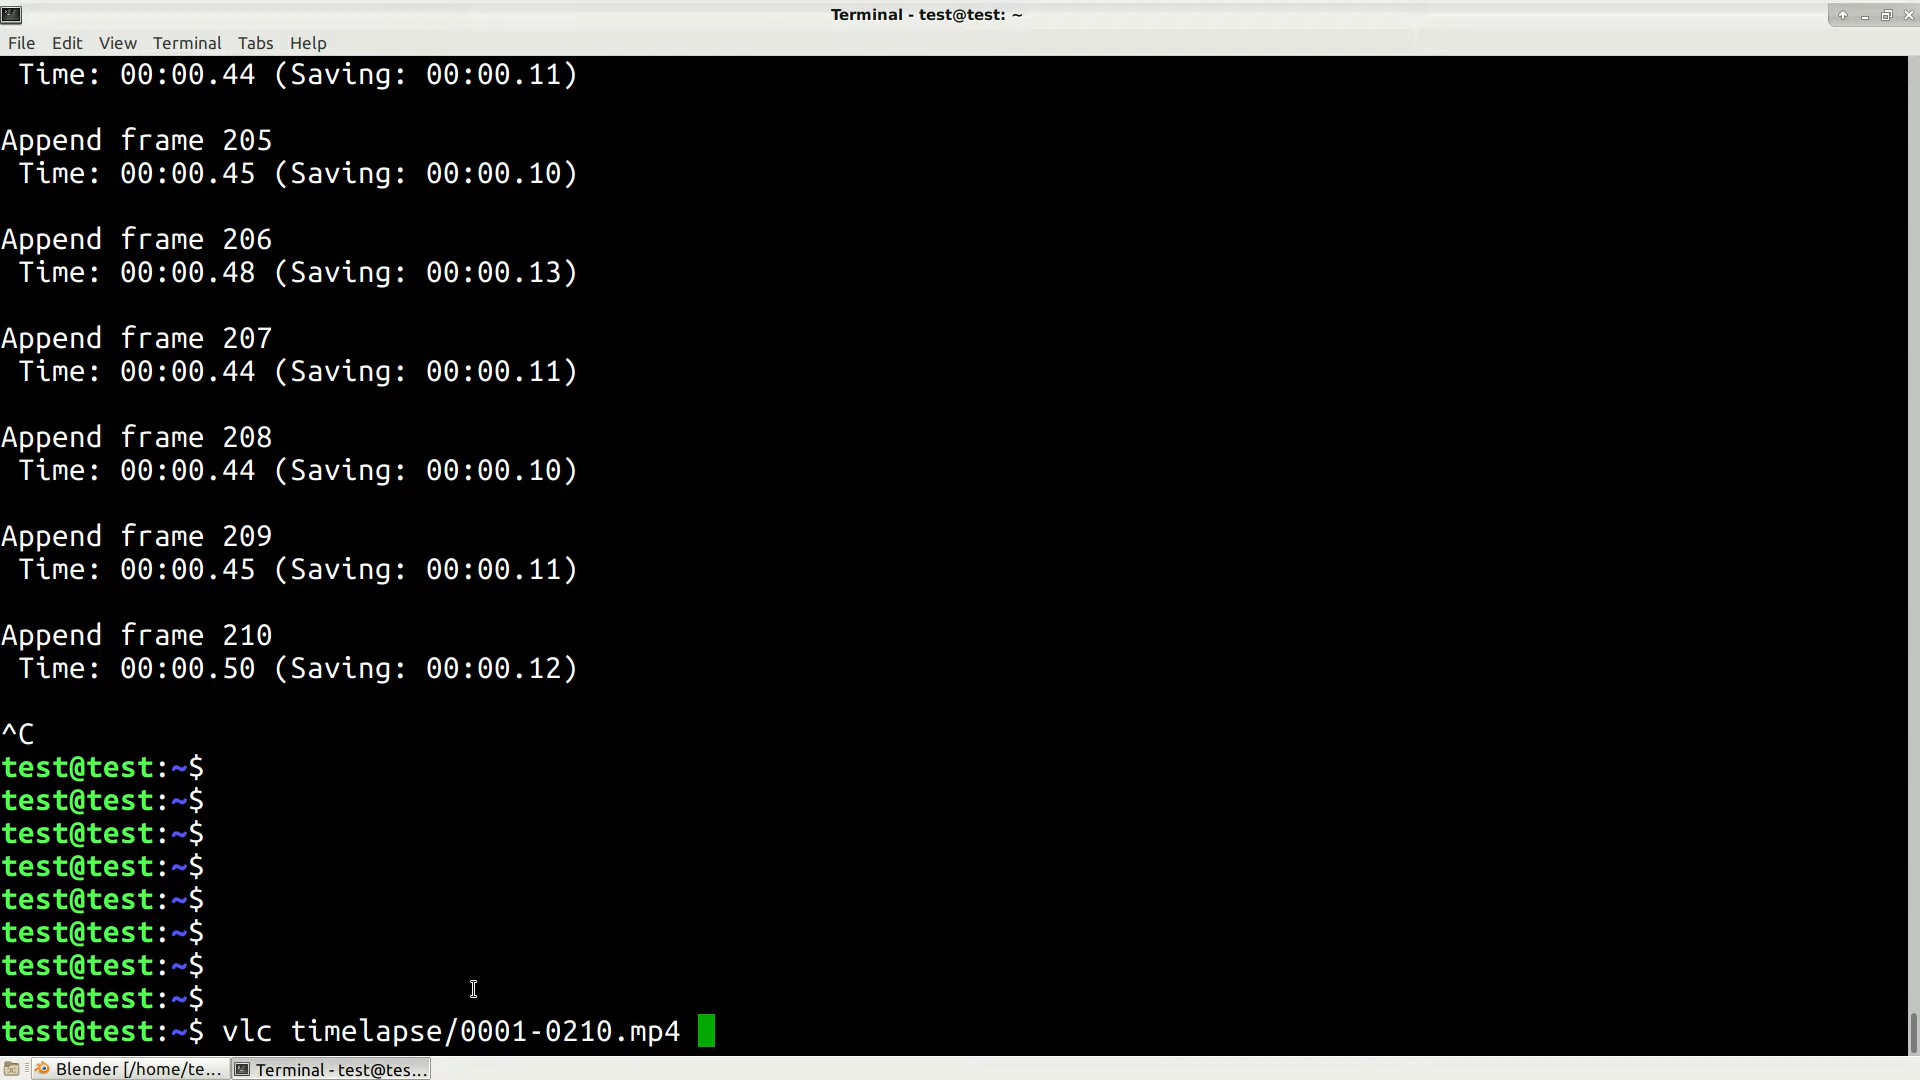 Terminal - test@test: ~
File Edit View Terminal Tabs Help
Time: 00:00.44 (Saving: 00:00.11)
Append frame 205
Time: 00:00.45 (Saving: 00:00.10)
Append frame 206
Time: 00:00.48 (Saving: 00:00.13)
Append frame 207
Time: 00:00.44 (Saving: 00:00.11)
Append frame 208
Time: 00:00.44 (Saving: 00:00.10)
Append frame 209
Time: 00:00.45 (Saving: 00:00.11)
Append frame 210
Time: 00:00.50 (Saving: 00:00.12)
^C
test@test:~$
test@test:~$
test@test:~$
test@test:~$
test@test:~$
test@test:~$
test@test:~$
test@test:~$
test@test:~$ vlc timelapse/0001-0210.mp4
Blender [/home/te... Terminal - test@tes...